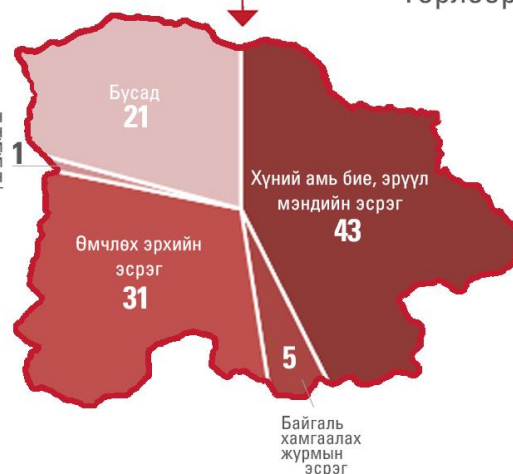 Бусад
21
1
Хүний амь бие, эрүүл
мэндийн эсрэг
43
Өмчлөх эрхийн
эсрэг
31
5
Байгаль
хамгаалах
журмын
эсрэг